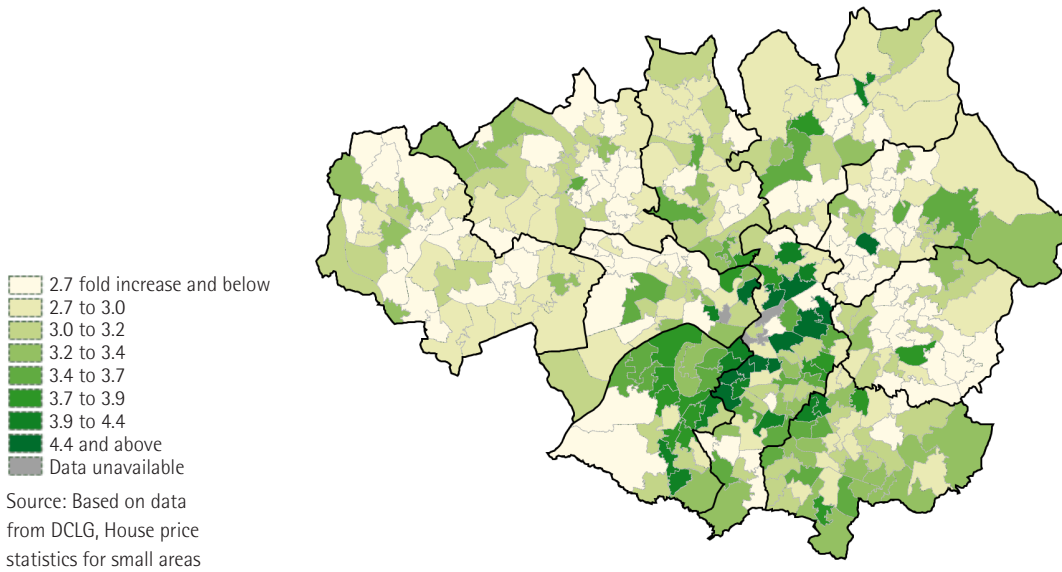 2.7 fold increase and below
2.7 to 3.0
3.0 to 3.2
3.2 to 3.4
3.4 to 3.7
3.7 to 3.9
3.9 to 4.4
4.4 and above
Data unavailable
Source: Based on data
from DCLG, House price
statistics for small areas